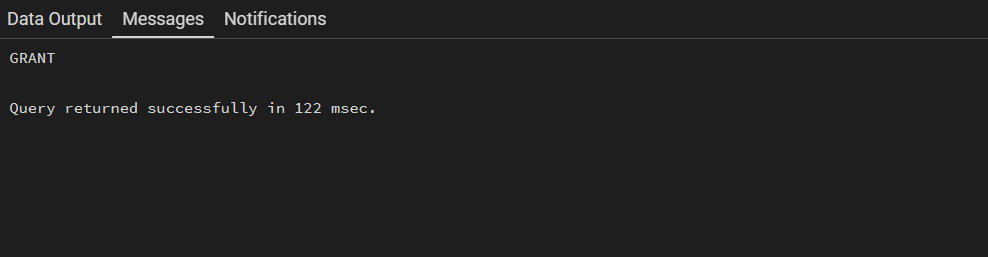 Data Output Messages Notifications
GRANT
Query returned successfully in 122 msec.